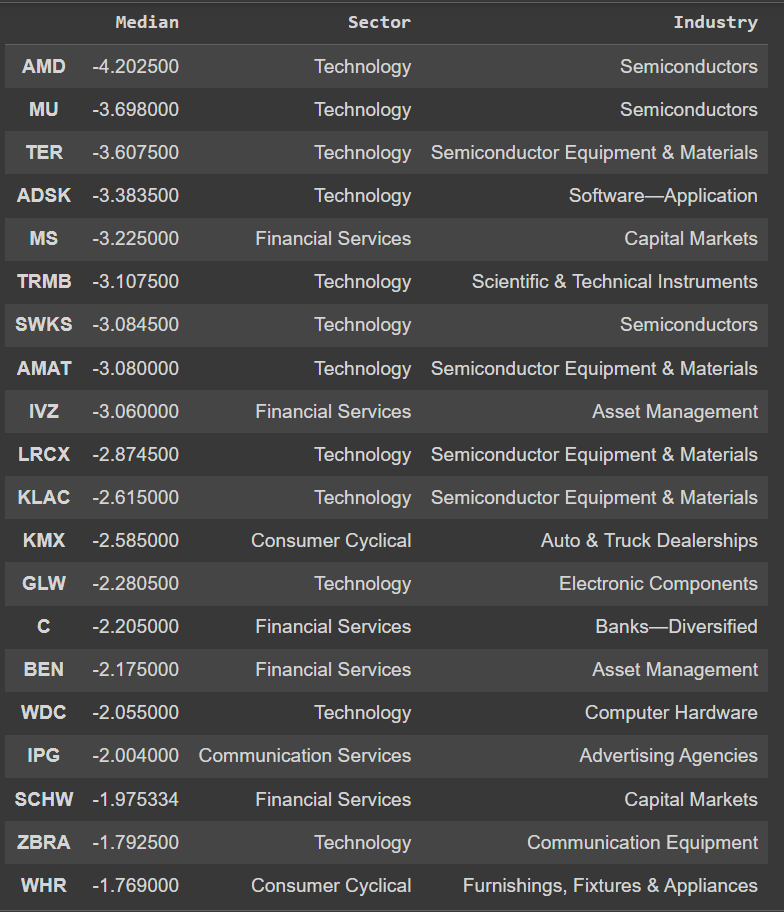 Median Sector Industry
AMD -4.202500 Technology Semiconductors
MU -3.698000 Technology Semiconductors
TER -3.607500 Technology Semiconductor Equipment & Materials
ADSK -3.383500 Technology Software—Application
MS -3.225000 Financial Services Capital Markets
TRMB -3.107500 Technology Scientific & Technical Instruments
SWKS -3.084500 Technology Semiconductors
AMAT -3.080000 Technology Semiconductor Equipment & Materials
IVZ -3.060000 Financial Services Asset Management
LRCX -2.874500 Technology Semiconductor Equipment & Materials
KLAC -2.615000 Technology Semiconductor Equipment & Materials
KMX -2.585000 Consumer Cyclical Auto & Truck Dealerships
GLW -2.280500 Technology Electronic Components
C -2.205000 Financial Services Banks—Diversified
BEN -2.175000 Financial Services Asset Management
WDC -2.055000 Technology Computer Hardware
IPG -2.004000 Communication Services Advertising Agencies
SCHW -1.975334 Financial Services Capital Markets
ZBRA -1.792500 Technology Communication Equipment
WHR -1.769000 Consumer Cyclical Furnishings, Fixtures & Appliances